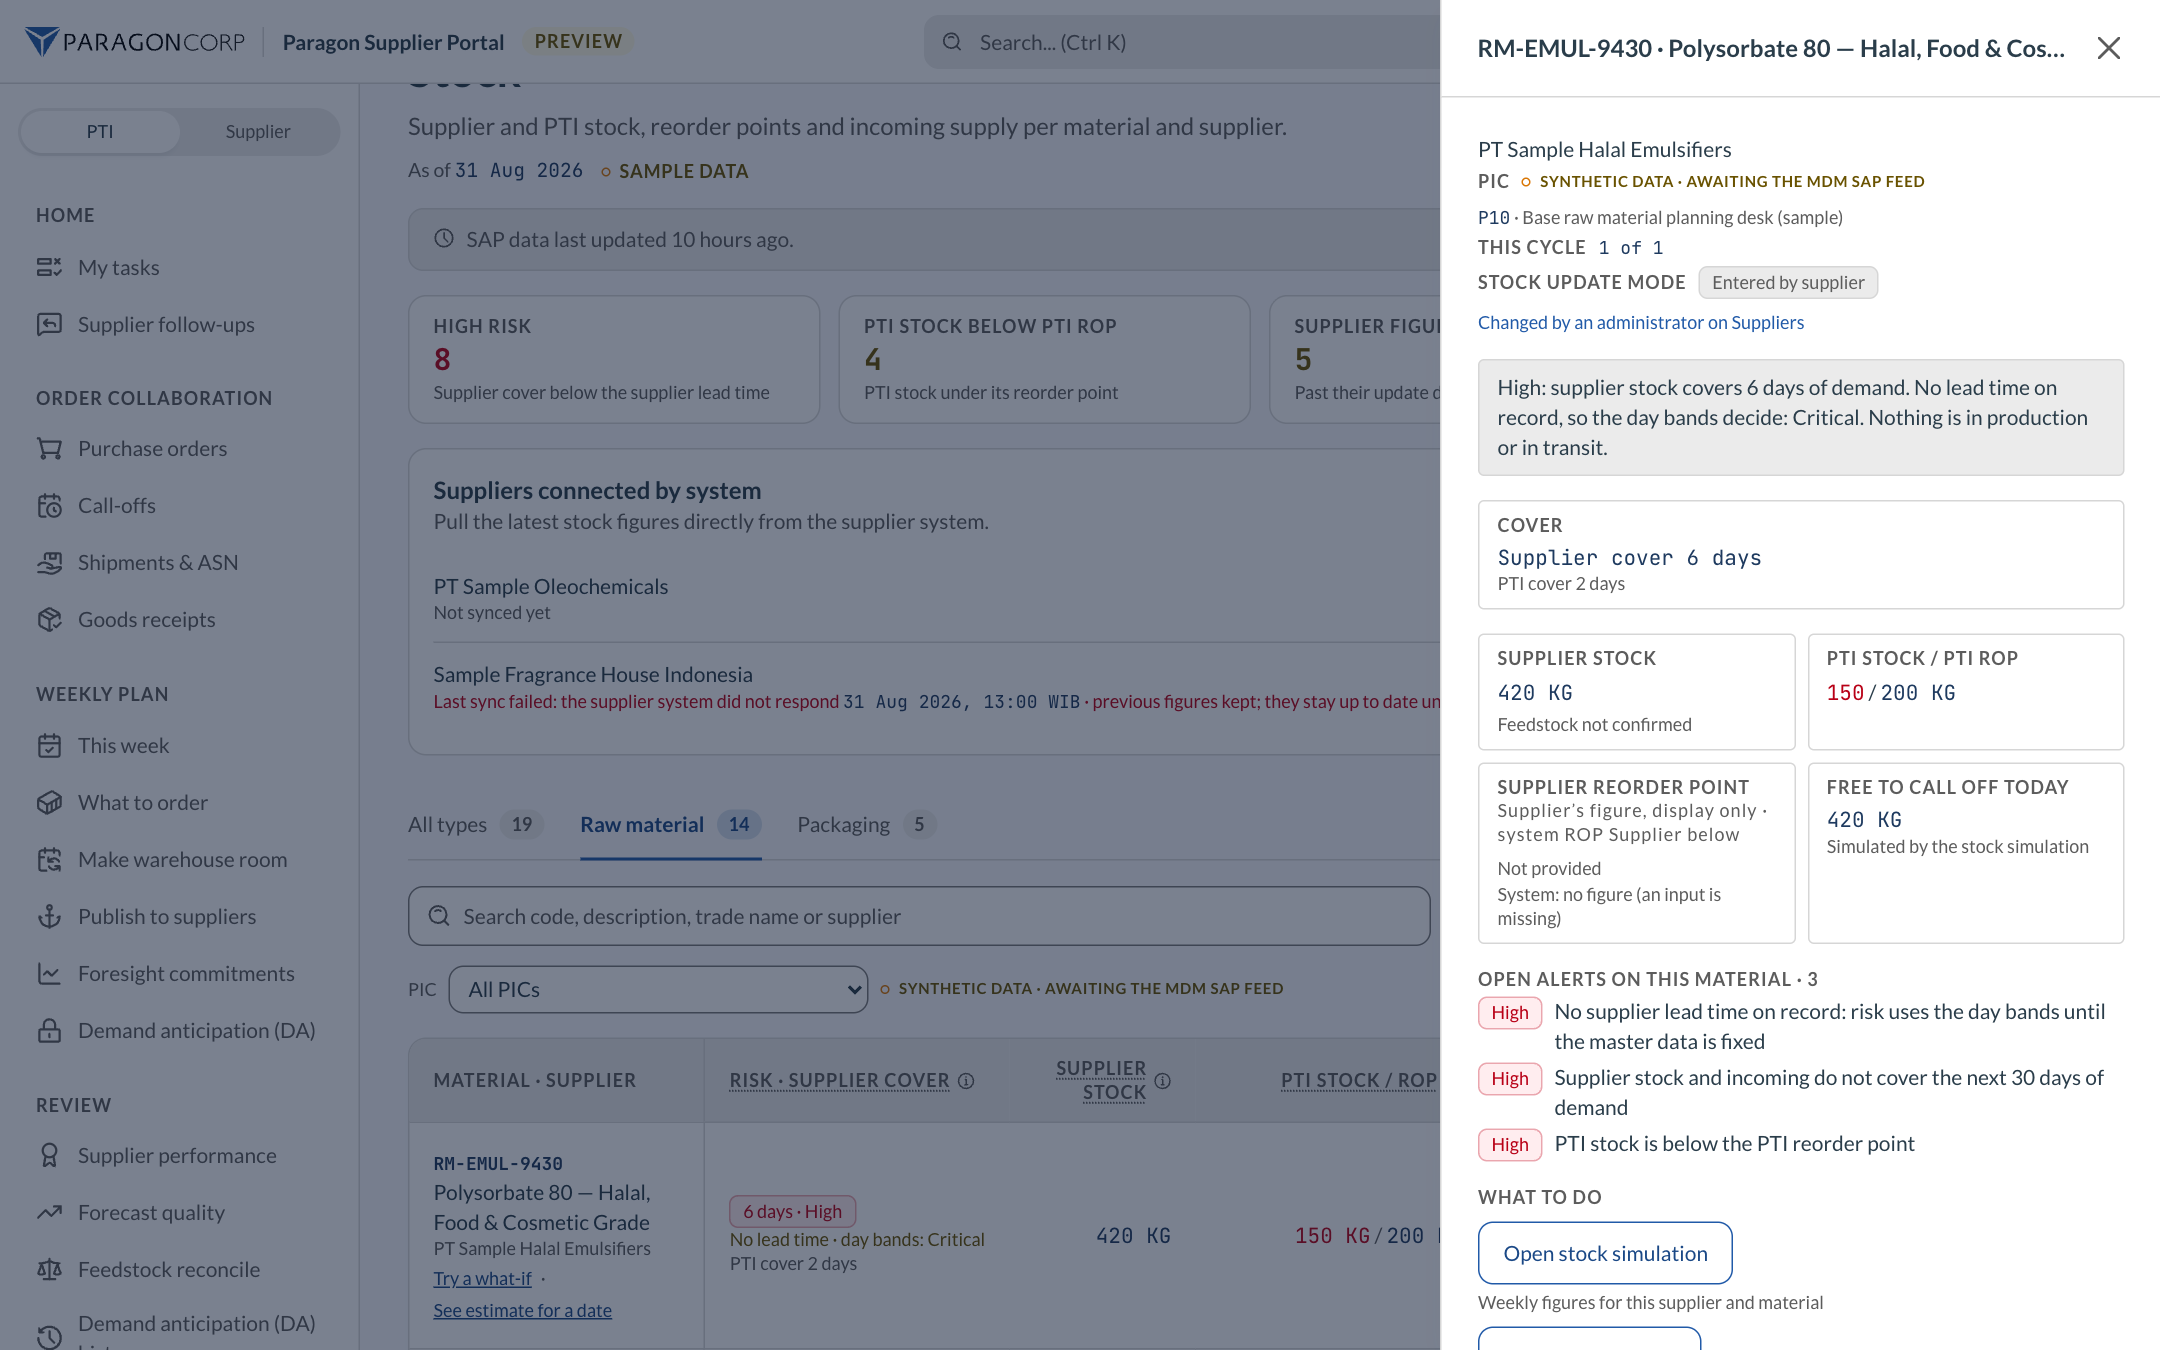 PARAGONCORP
Paragon Supplier Portal
PREVIEW
Search... (Ctrl K)
PTI
Supplier
HOME
My tasks
Supplier follow-ups
ORDER COLLABORATION
Purchase orders
Call-offs
Shipments & ASN
Goods receipts
WEEKLY PLAN
This week
What to order
Make warehouse room
Publish to suppliers
Foresight commitments
Demand anticipation (DA)
REVIEW
Supplier performance
Forecast quality
Feedstock reconcile
Demand anticipation (DA)
Stock
Supplier and PTI stock, reorder points and incoming supply per material and supplier.
As of 31 Aug 2026 SAMPLE DATA
SAP data last updated 10 hours ago.
HIGH RISK
8
Supplier cover below the supplier lead time
PTI STOCK BELOW PTI ROP
4
PTI stock under its reorder point
SUPPLIER FIGU
5
Past their update d
Suppliers connected by system
Pull the latest stock figures directly from the supplier system.
PT Sample Oleochemicals
Not synced yet
Sample Fragrance House Indonesia
Last sync failed: the supplier system did not respond 31 Aug 2026, 13:00 WIB · previous figures kept; they stay up to date un
All types 19
Raw material 14
Packaging 5
Search code, description, trade name or supplier
PIC
All PICs
SYNTHETIC DATA · AWAITING THE MDM SAP FEED
MATERIAL · SUPPLIER
RISK · SUPPLIER COVER
SUPPLIER
STOCK
PTI STOCK / ROP
RM-EMUL-9430
Polysorbate 80 — Halal,
Food & Cosmetic Grade
PT Sample Halal Emulsifiers
Try a what-if ·
See estimate for a date
6 days · High
No lead time · day bands: Critical
PTI cover 2 days
420 KG
150 KG / 200
RM-EMUL-9430 · Polysorbate 80 — Halal, Food & Cos...
PT Sample Halal Emulsifiers
PIC SYNTHETIC DATA · AWAITING THE MDM SAP FEED
P10 · Base raw material planning desk (sample)
THIS CYCLE 1 of 1
STOCK UPDATE MODE Entered by supplier
Changed by an administrator on Suppliers
High: supplier stock covers 6 days of demand. No lead time on
record, so the day bands decide: Critical. Nothing is in production
or in transit.
COVER
Supplier cover 6 days
PTI cover 2 days
SUPPLIER STOCK
420 KG
Feedstock not confirmed
PTI STOCK / PTI ROP
150 / 200 KG
SUPPLIER REORDER POINT
Supplier's figure, display only ·
system ROP Supplier below
Not provided
System: no figure (an input is
missing)
FREE TO CALL OFF TODAY
420 KG
Simulated by the stock simulation
OPEN ALERTS ON THIS MATERIAL · 3
High No supplier lead time on record: risk uses the day bands until
the master data is fixed
High Supplier stock and incoming do not cover the next 30 days of
demand
High PTI stock is below the PTI reorder point
WHAT TO DO
Open stock simulation
Weekly figures for this supplier and material